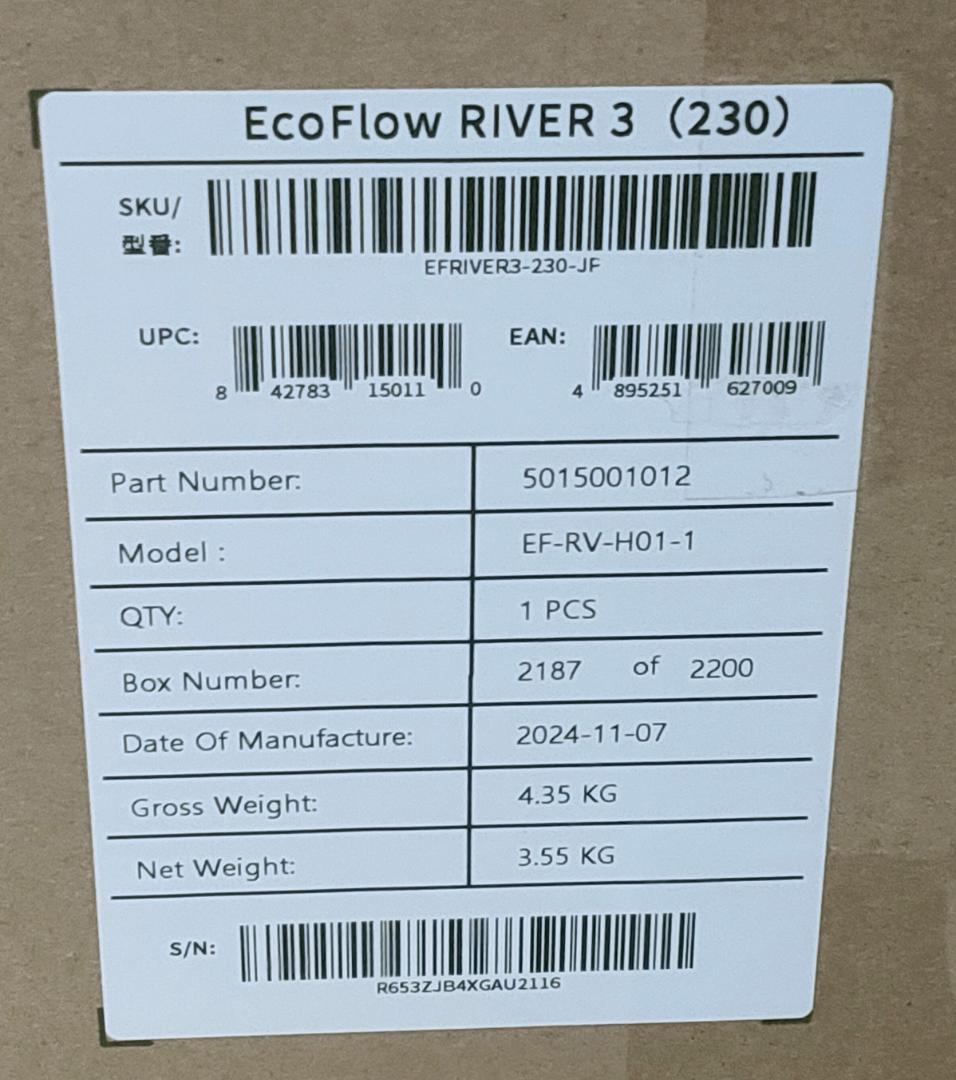 EcoFlow RIVER 3（230）
SKU/
型番:
EFRIVER3-230-JF
UPC:
8 42783 15011 0
EAN:
4 895251 627009
Part Number: 5015001012
Model : EF-RV-H01-1
QTY: 1 PCS
Box Number: 2187 of 2200
Date Of Manufacture: 2024-11-07
Gross Weight: 4.35 KG
Net Weight: 3.55 KG
S/N:
R653ZJB4XGAU2116